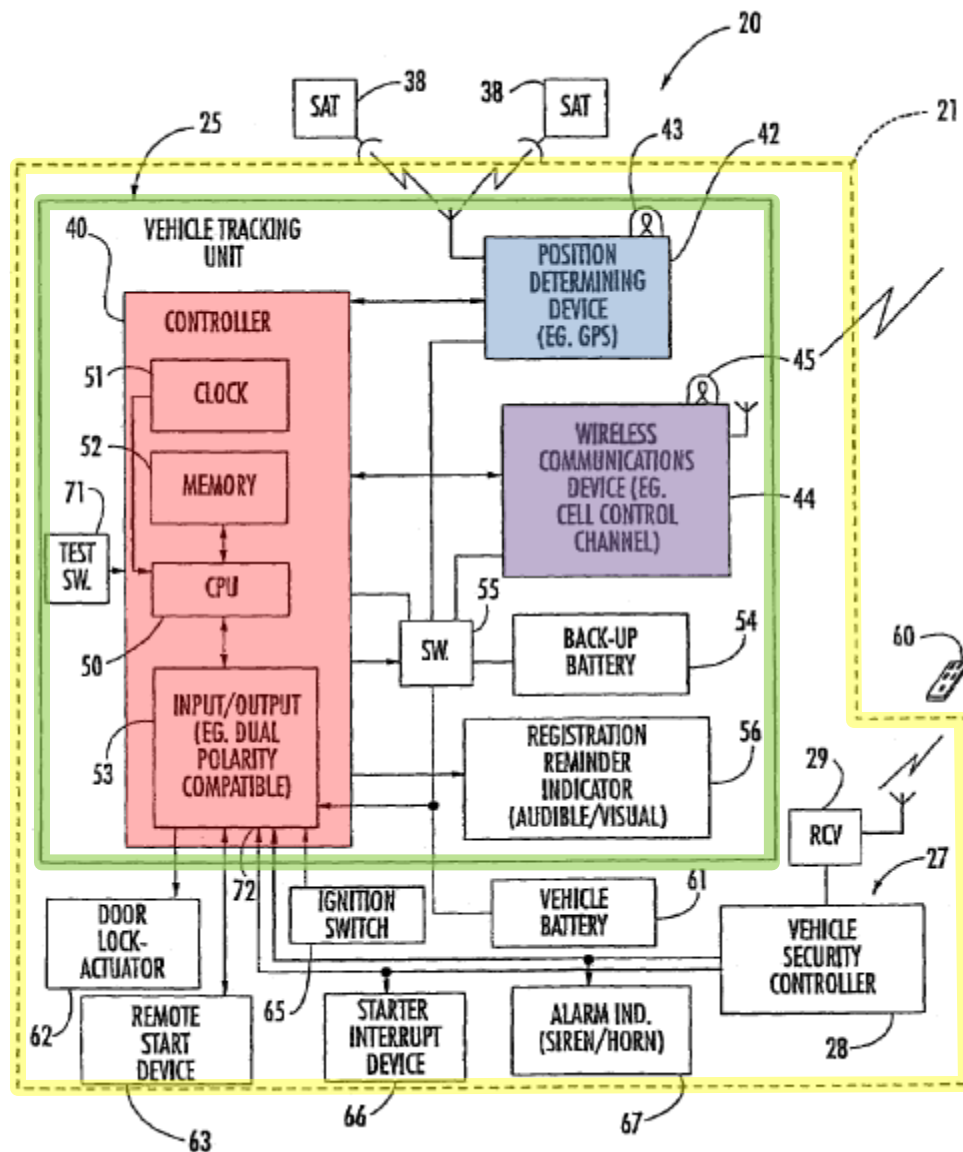 20
SAT
38
38
SAT
21
25
43
42
40
VEHICLE TRACKING
UNIT
POSITION
DETERMINING
DEVICE
(EG. GPS)
CONTROLLER
45
51
CLOCK
WIRELESS
COMMUNICATIONS
DEVICE (EG.
CELL CONTROL
CHANNEL)
52
MEMORY
44
71
TEST
SW.
CPU
55
50
SW.
BACK-UP
BATTERY
54
60
INPUT/OUTPUT
(EG. DUAL
POLARITY
COMPATIBLE)
53
REGISTRATION
REMINDER
INDICATOR
(AUDIBLE/VISUAL)
56
29
RCV
27
72
61
DOOR
LOCK-
ACTUATOR
IGNITION
SWITCH
VEHICLE
BATTERY
VEHICLE
SECURITY
CONTROLLER
62
REMOTE
START
DEVICE
65
STARTER
INTERRUPT
DEVICE
ALARM IND.
(SIREN/HORN)
28
63
66
67